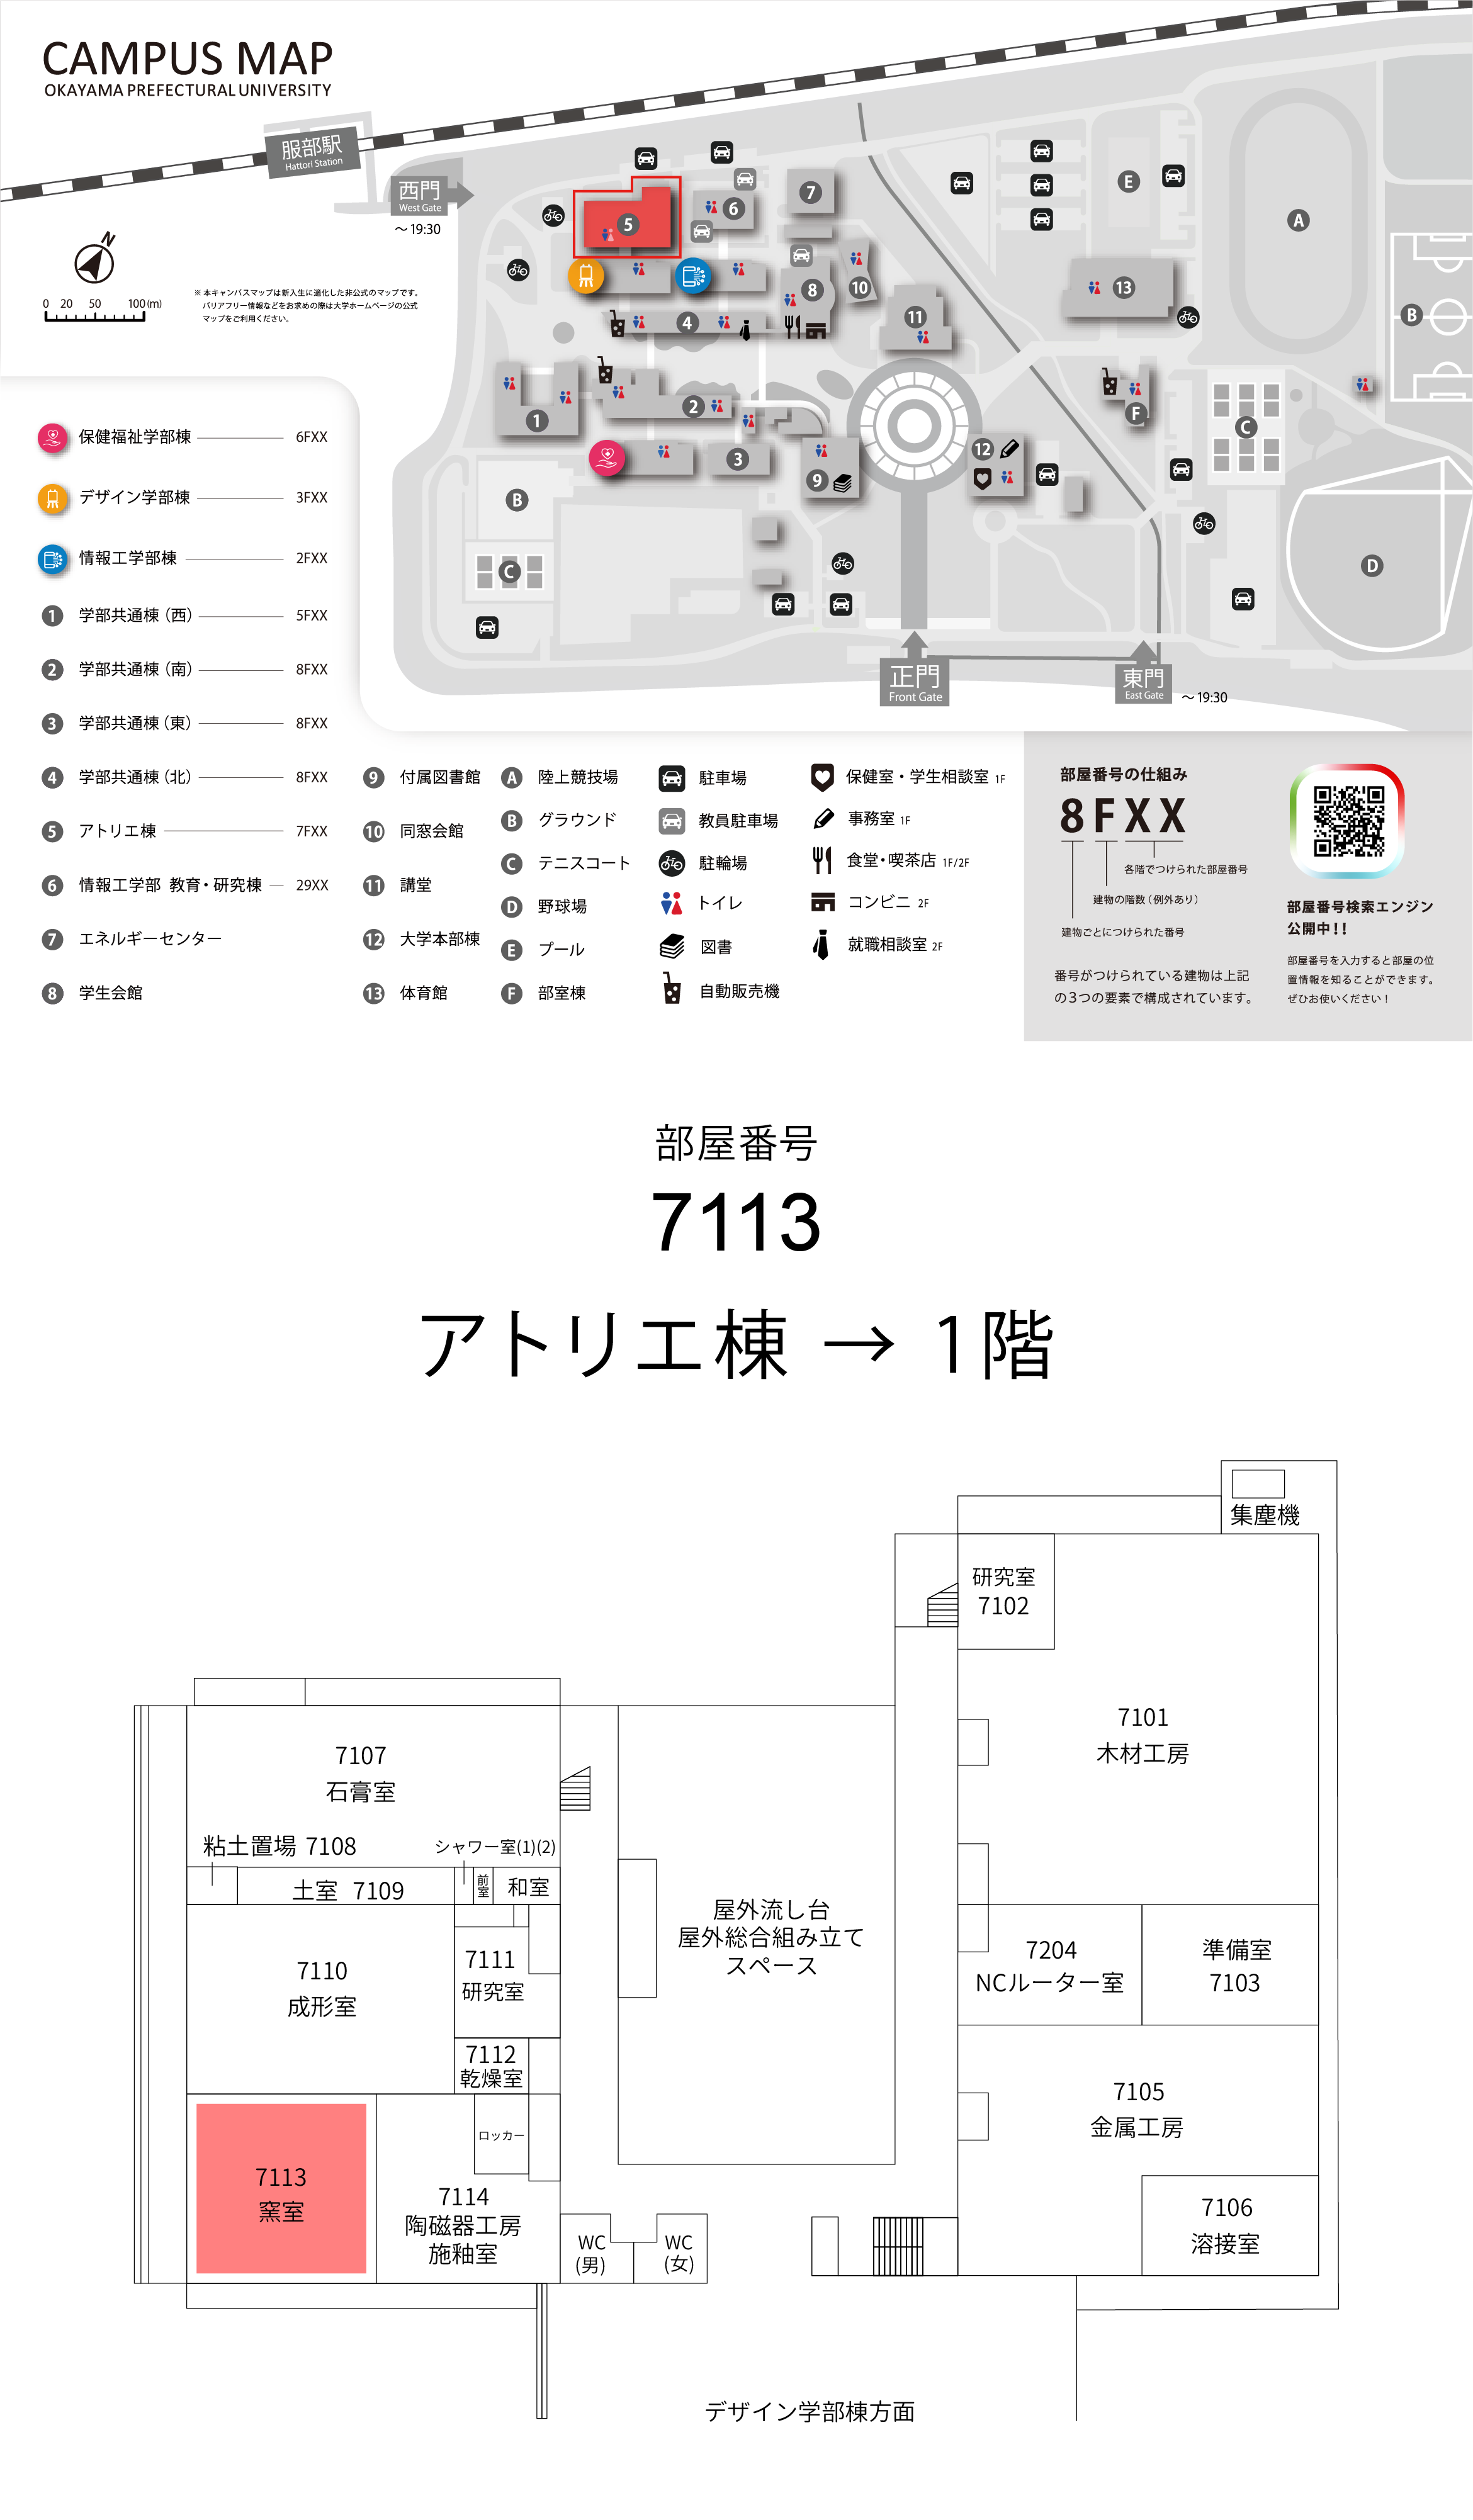 CAMPUS MAP
OKAYAMA PREFECTURAL UNIVERSITY
服部駅
Hattori Station
西門
West Gate
～19:30
N
0 20 50 100(m)
※ 本キャンパスマップは新入生に適化した非公式のマップです。
バリアフリー情報などをお求めの際は大学ホームページの公式
マップをご利用ください。
5
6
7
8
10
11
4
1
2
3
9
12
13
A
B
C
D
E
F
B
C
正門
Front Gate
東門
East Gate
～19:30
保健福祉学部棟 6FXX
デザイン学部棟 3FXX
情報工学部棟 2FXX
1 学部共通棟（西） 5FXX
2 学部共通棟（南） 8FXX
3 学部共通棟（東） 8FXX
4 学部共通棟（北） 8FXX
5 アトリエ棟 7FXX
6 情報工学部 教育・研究棟 29XX
7 エネルギーセンター
8 学生会館
9 付属図書館
10 同窓会館
11 講堂
12 大学本部棟
13 体育館
A 陸上競技場
B グラウンド
C テニスコート
D 野球場
E プール
F 部室棟
駐車場
教員駐車場
駐輪場
トイレ
図書
自動販売機
保健室・学生相談室 1F
事務室 1F
食堂・喫茶店 1F/2F
コンビニ 2F
就職相談室 2F
部屋番号の仕組み
8FXX
各階でつけられた部屋番号
建物の階数（例外あり）
建物ごとにつけられた番号
番号がつけられている建物は上記
の３つの要素で構成されています。
部屋番号検索エンジン
公開中！！
部屋番号を入力すると部屋の位
置情報を知ることができます。
ぜひお使いください！
部屋番号
7113
アトリエ棟 → 1階
集塵機
研究室
7102
7101
木材工房
7107
石膏室
粘土置場 7108
シャワー室(1)(2)
土室 7109
前室
和室
7110
成形室
7111
研究室
7112
乾燥室
屋外流し台
屋外総合組み立て
スペース
7204
NCルーター室
準備室
7103
7105
金属工房
7106
溶接室
ロッカー
7113
窯室
7114
陶磁器工房
施釉室
WC
(男)
WC
(女)
デザイン学部棟方面